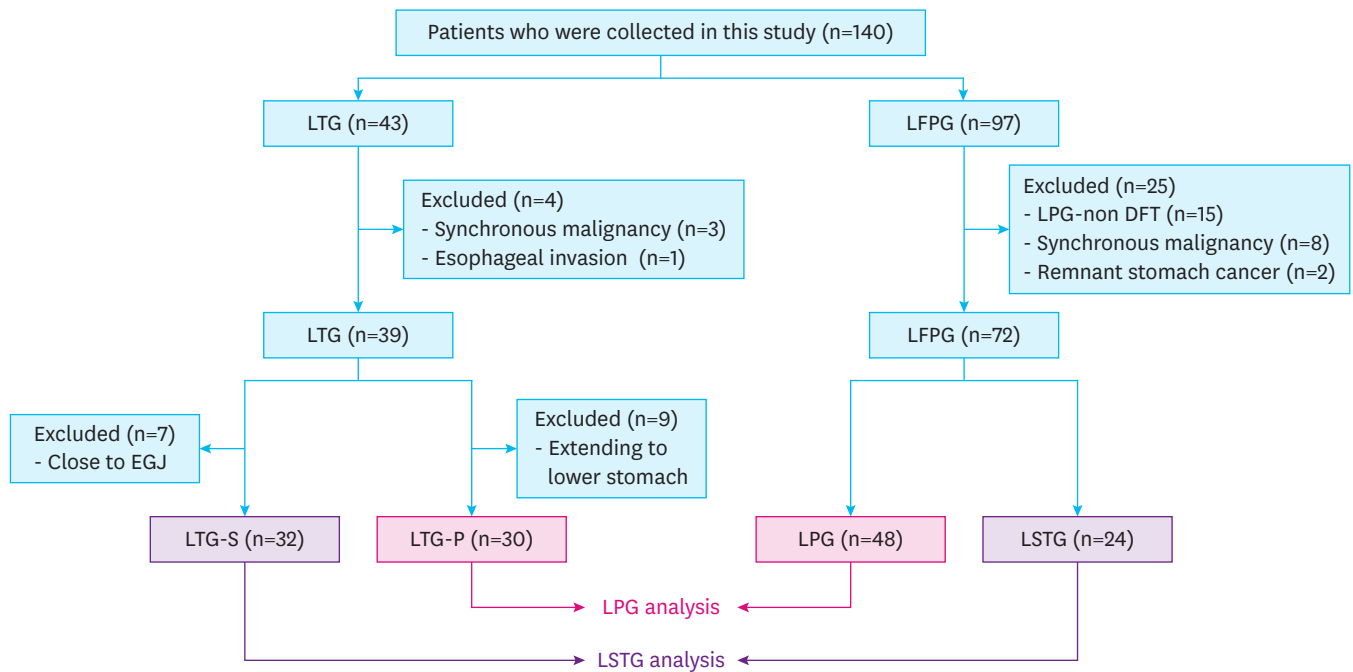 Patients who were collected in this study (n=140)
LTG (n=43)
LFPG (n=97)
Excluded (n=4)
- Synchronous malignancy (n=3)
- Esophageal invasion (n=1)
Excluded (n=25)
- LPG-non DFT (n=15)
- Synchronous malignancy (n=8)
- Remnant stomach cancer (n=2)
LTG (n=39)
LFPG (n=72)
Excluded (n=7)
- Close to EGJ
Excluded (n=9)
- Extending to
lower stomach
LTG-S (n=32)
LTG-P (n=30)
LPG (n=48)
LSTG (n=24)
LPG analysis
LSTG analysis